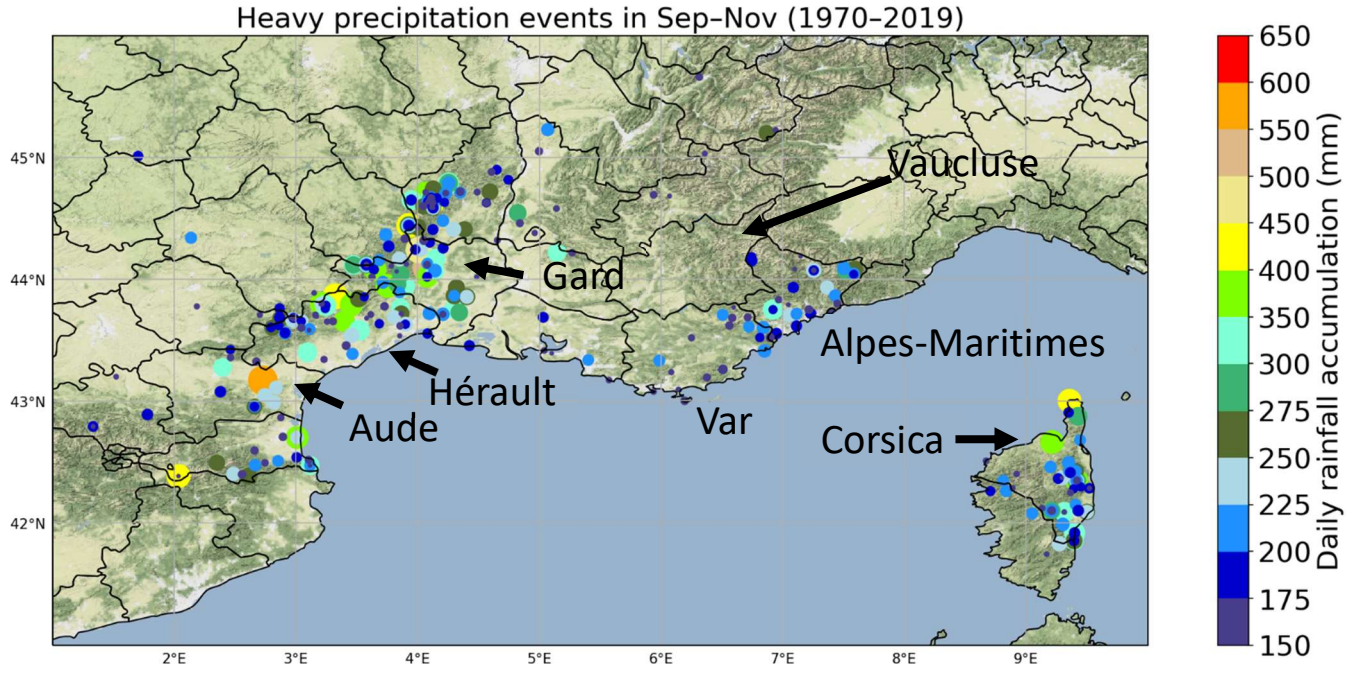 Heavy precipitation events in Sep–Nov (1970–2019)
45°N
44°N
43°N
42°N
2°E
3°E
4°E
5°E
6°E
7°E
8°E
9°E
Vaucluse
Gard
Alpes-Maritimes
Hérault
Aude
Var
Corsica
650
600
550
500
450
400
350
300
275
250
225
200
175
150
Daily rainfall accumulation (mm)